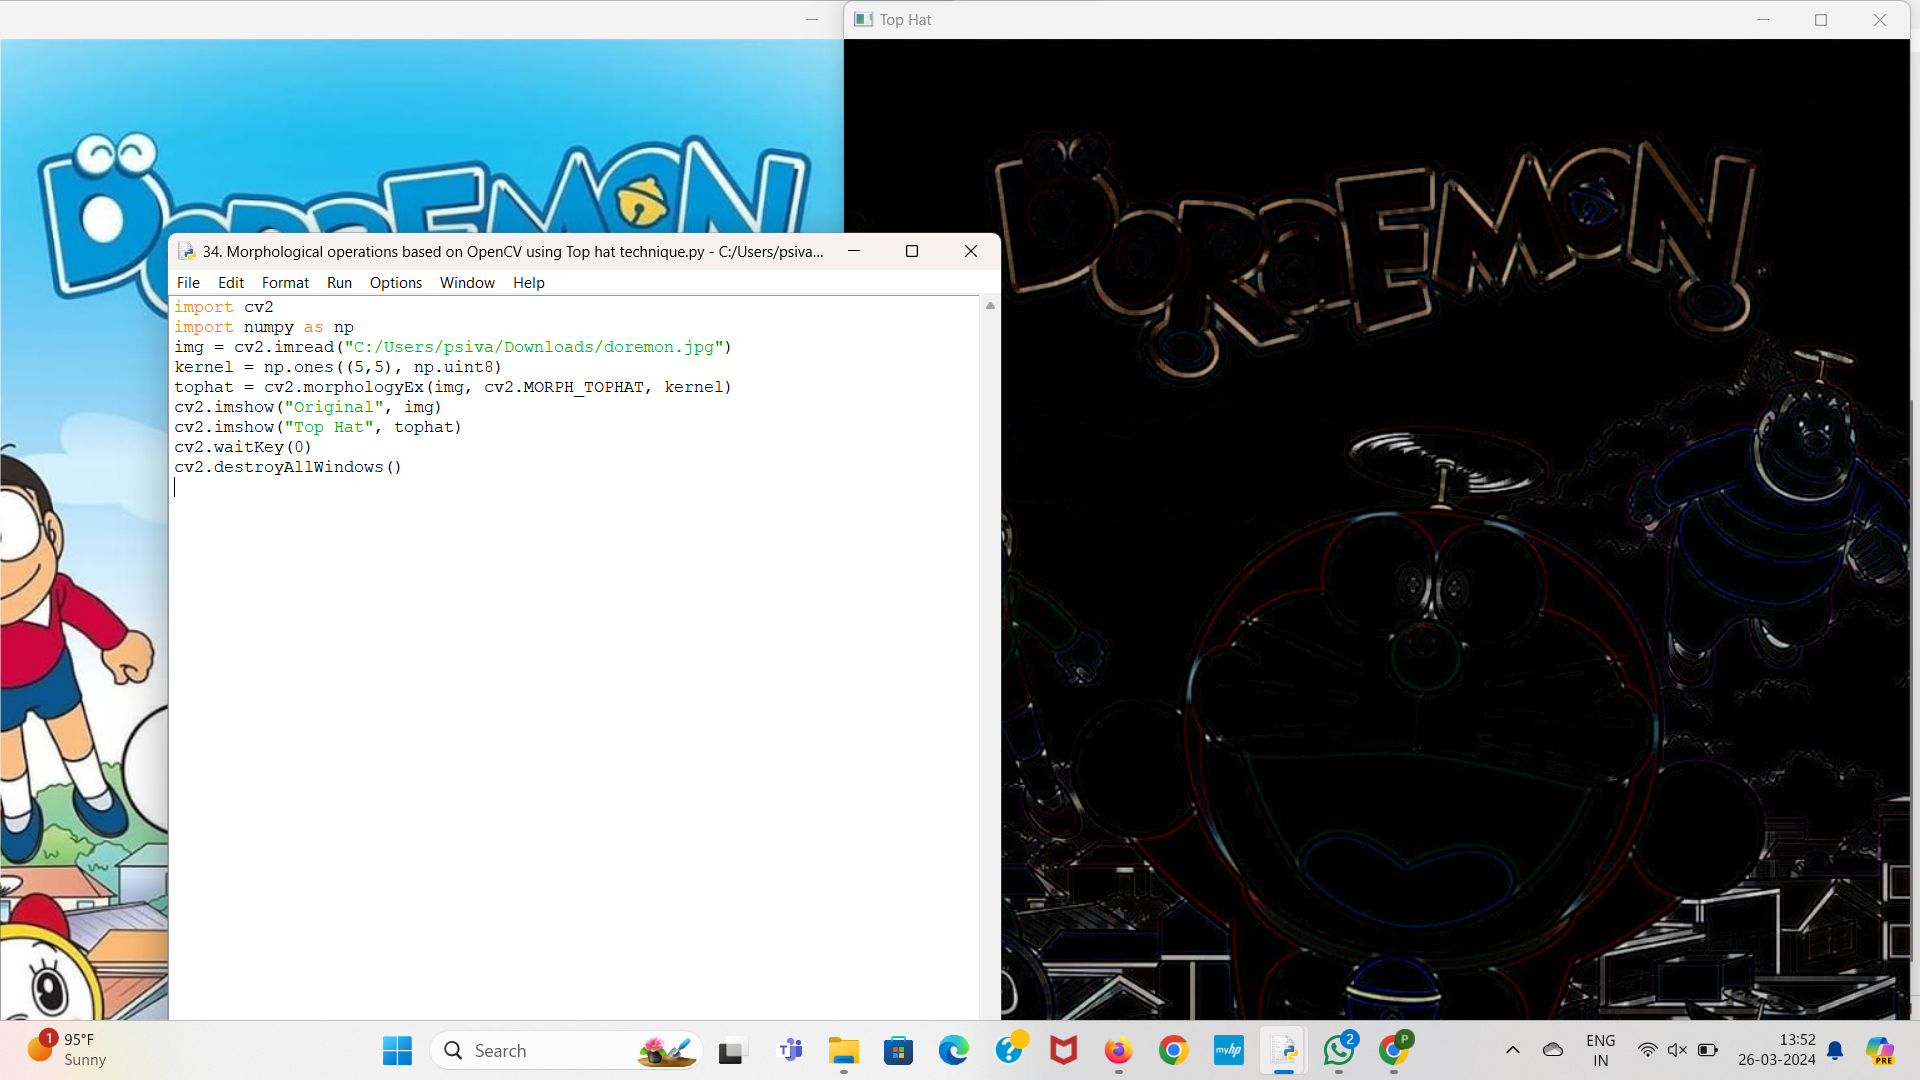 Top Hat
DORAEMON
DORAEMON
34. Morphological operations based on OpenCV using Top hat technique.py - C:/Users/psiva...
File Edit Format Run Options Window Help
import cv2
import numpy as np
img = cv2.imread("C:/Users/psiva/Downloads/doremon.jpg")
kernel = np.ones((5,5), np.uint8)
tophat = cv2.morphologyEx(img, cv2.MORPH_TOPHAT, kernel)
cv2.imshow("Original", img)
cv2.imshow("Top Hat", tophat)
cv2.waitKey(0)
cv2.destroyAllWindows()
1
95°F
Sunny
Search
T
?
myhp
2
P
ENG
IN
13:52
26-03-2024
PRE